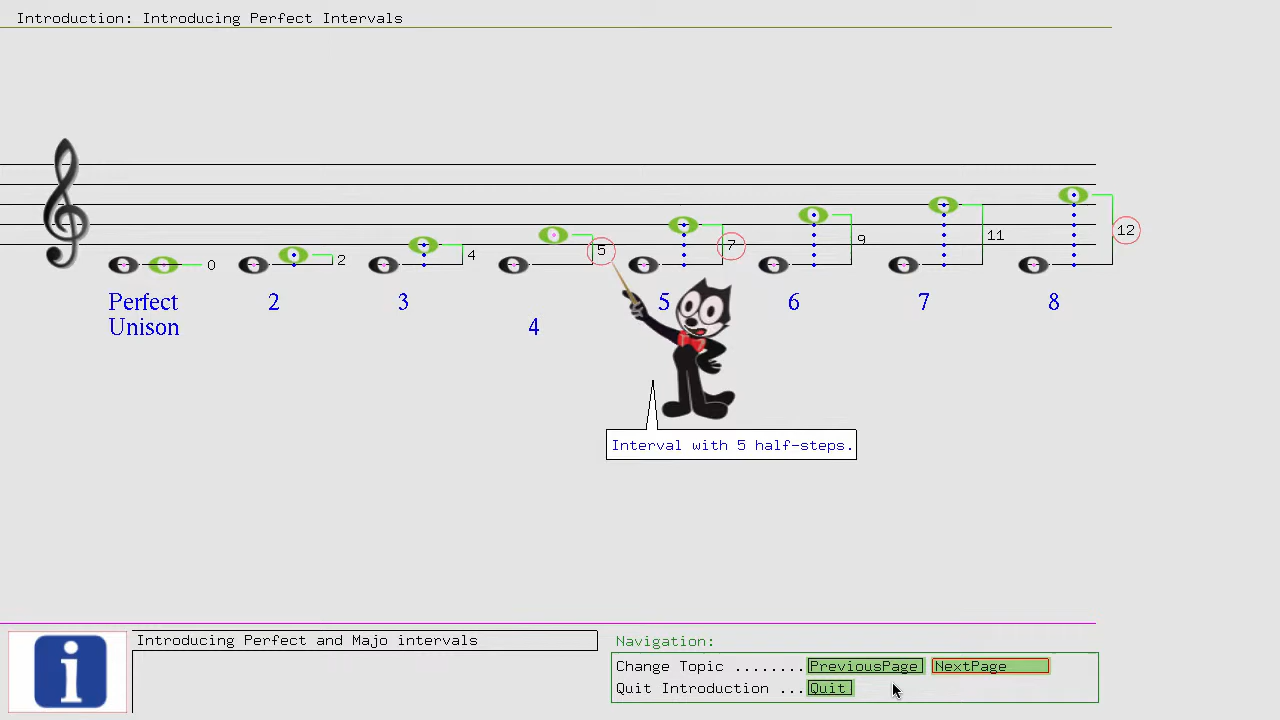 Introduction: Introducing Perfect Intervals
0
2
4
5
7
9
11
12
Perfect
Unison
2
3
4
5
6
7
8
Interval with 5 half-steps.
i
Introducing Perfect and Majo intervals
Navigation:
Change Topic ........PreviousPage NextPage
Quit Introduction ...Quit